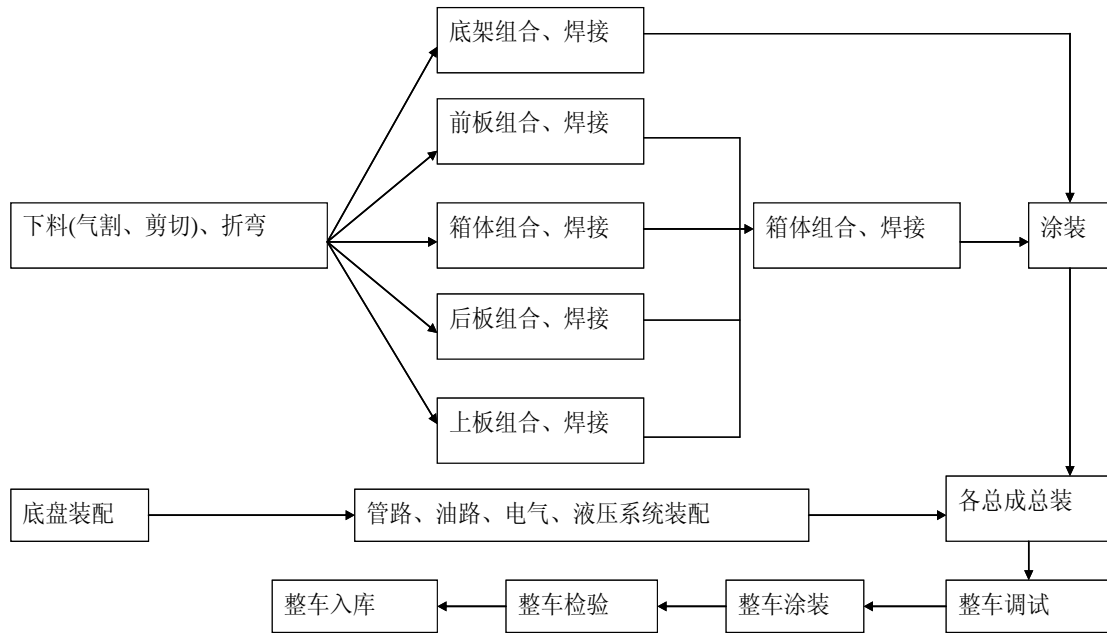 底架组合、焊接
前板组合、焊接
下料(气割、剪切)、折弯
箱体组合、焊接
箱体组合、焊接
涂装
后板组合、焊接
上板组合、焊接
底盘装配
管路、油路、电气、液压系统装配
各总成总装
整车入库
整车检验
整车涂装
整车调试